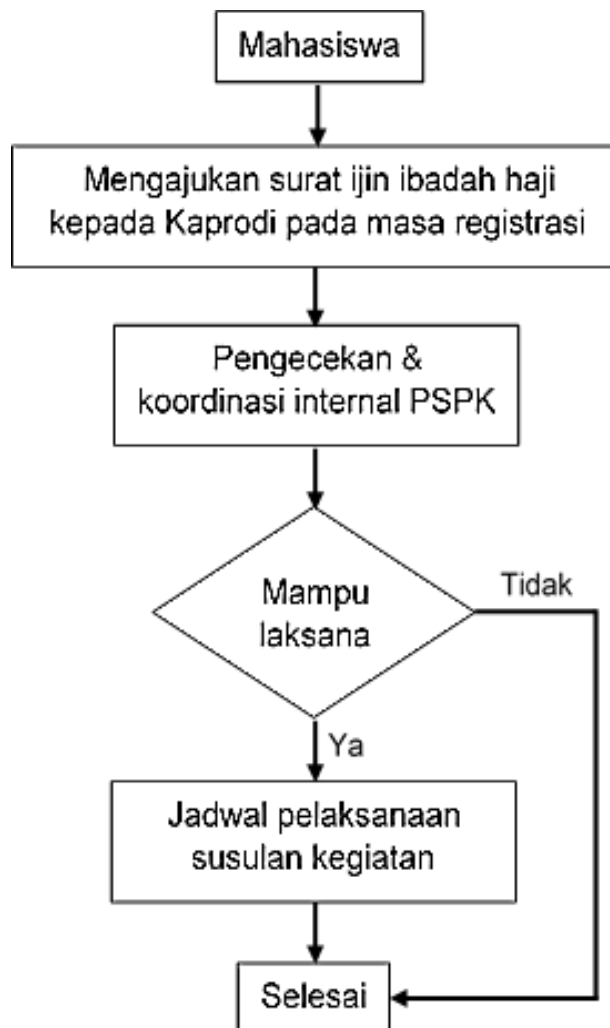 Mahasiswa
Mengajukan surat ijin ibadah haji
kepada Kaprodi pada masa registrasi
Pengecekan &
koordinasi internal PSPK
Mampu
laksana
Tidak
Ya
Jadwal pelaksanaan
susulan kegiatan
Selesai